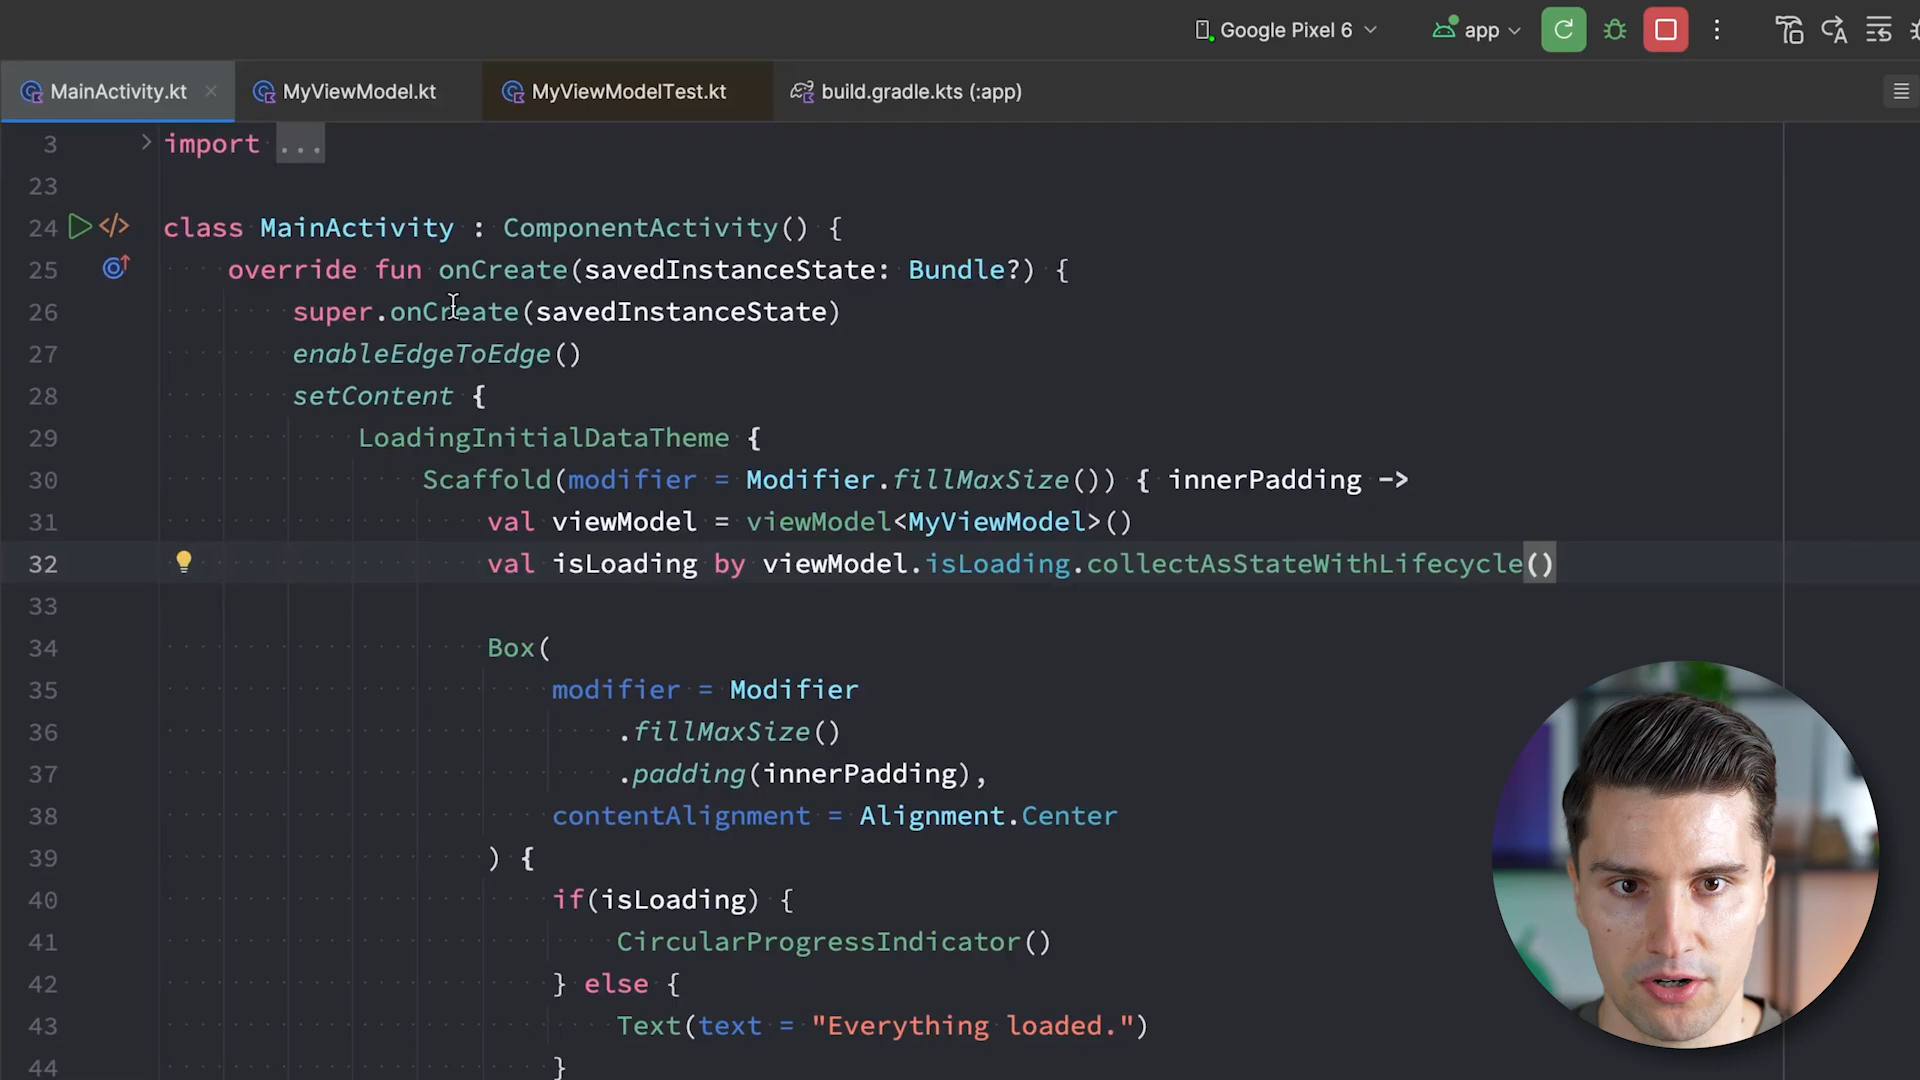 Google Pixel 6
app
MainActivity.kt
MyViewModel.kt
MyViewModelTest.kt
build.gradle.kts (:app)
3 import ...
23
24 class MainActivity : ComponentActivity() {
25 override fun onCreate(savedInstanceState: Bundle?) {
26 super.onCreate(savedInstanceState)
27 enableEdgeToEdge()
28 setContent {
29 LoadingInitialDataTheme {
30 Scaffold(modifier = Modifier.fillMaxSize()) { innerPadding ->
31 val viewModel = viewModel<MyViewModel>()
32 val isLoading by viewModel.isLoading.collectAsStateWithLifecycle()
33
34 Box(
35 modifier = Modifier
36 .fillMaxSize()
37 .padding(innerPadding),
38 contentAlignment = Alignment.Center
39 ) {
40 if(isLoading) {
41 CircularProgressIndicator()
42 } else {
43 Text(text = "Everything loaded.")
44 }